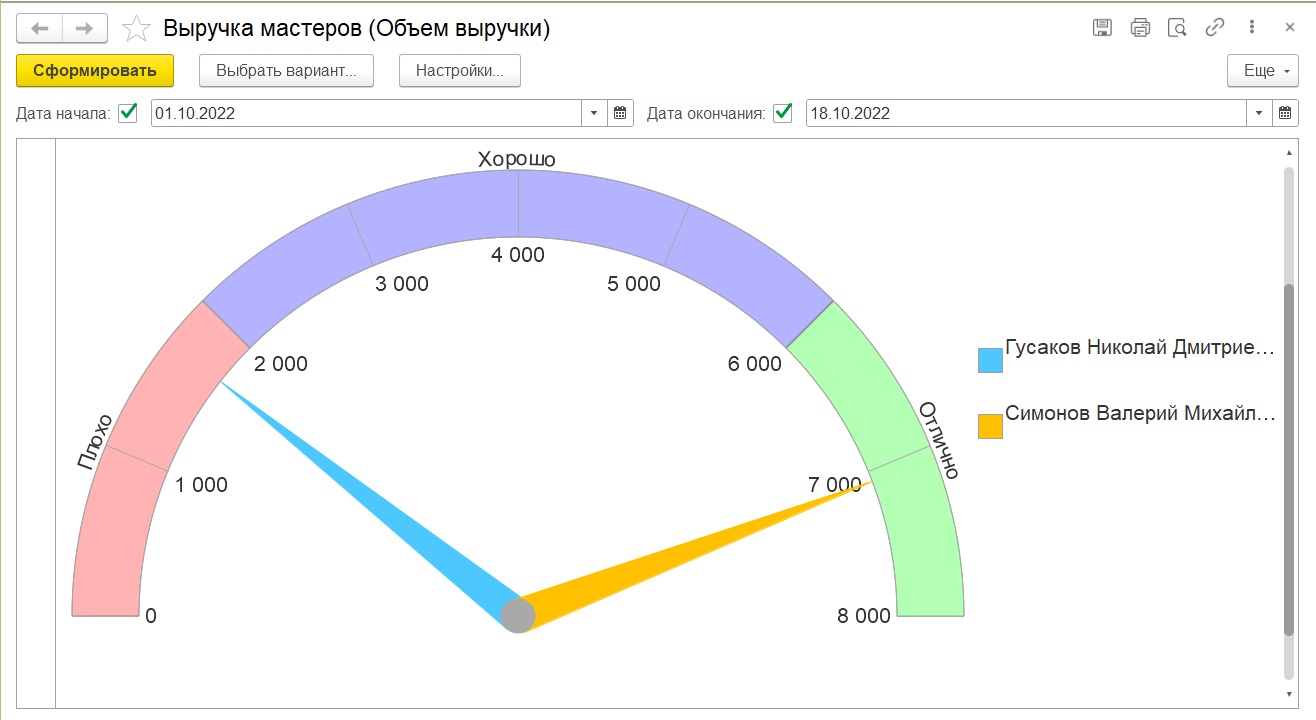 Выручка мастеров (Объем выручки)
Сформировать
Выбрать вариант...
Настройки...
Еще
Дата начала:
01.10.2022
Дата окончания:
18.10.2022
Хорошо
4 000
3 000
5 000
2 000
6 000
Гусаков Николай Дмитрие...
Плохо
Отлично
Симонов Валерий Михайл...
1 000
7 000
0
8 000